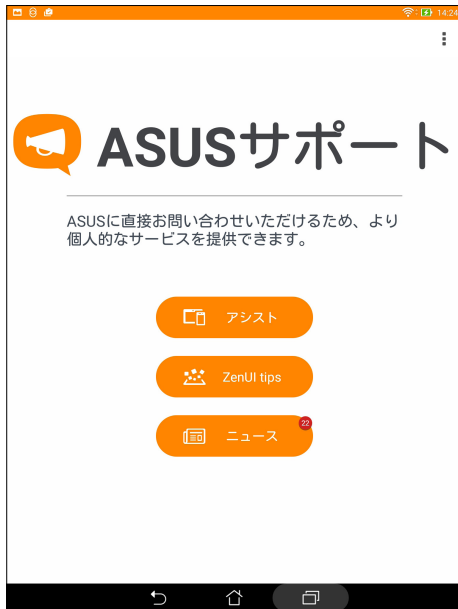 14:24
ASUSサポート
ASUSに直接お問い合わせいただけるため、より
個人的なサービスを提供できます。
アシスト
ZenUI tips
22
ニュース